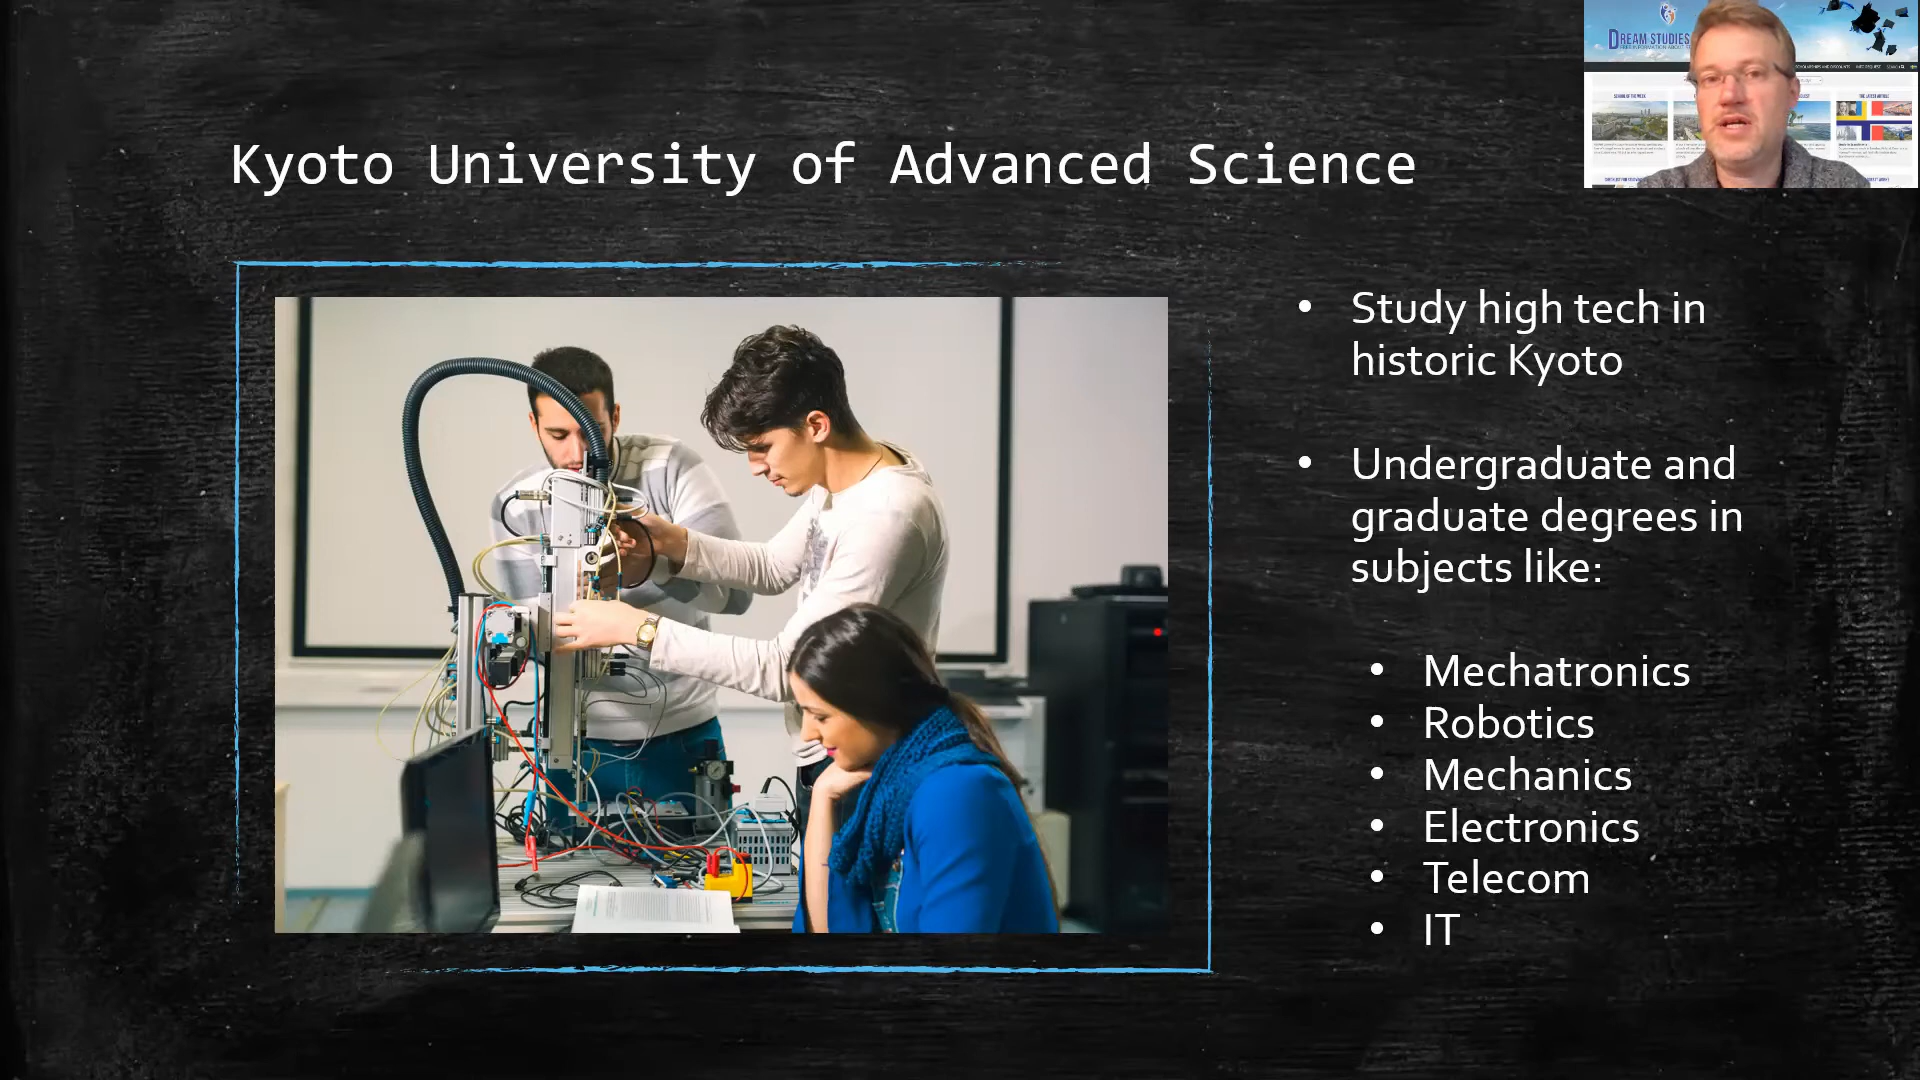 DREAM STUDIES
Kyoto University of Advanced Science
• Study high tech in
historic Kyoto
• Undergraduate and
graduate degrees in
subjects like:
• Mechatronics
• Robotics
• Mechanics
• Electronics
• Telecom
• IT